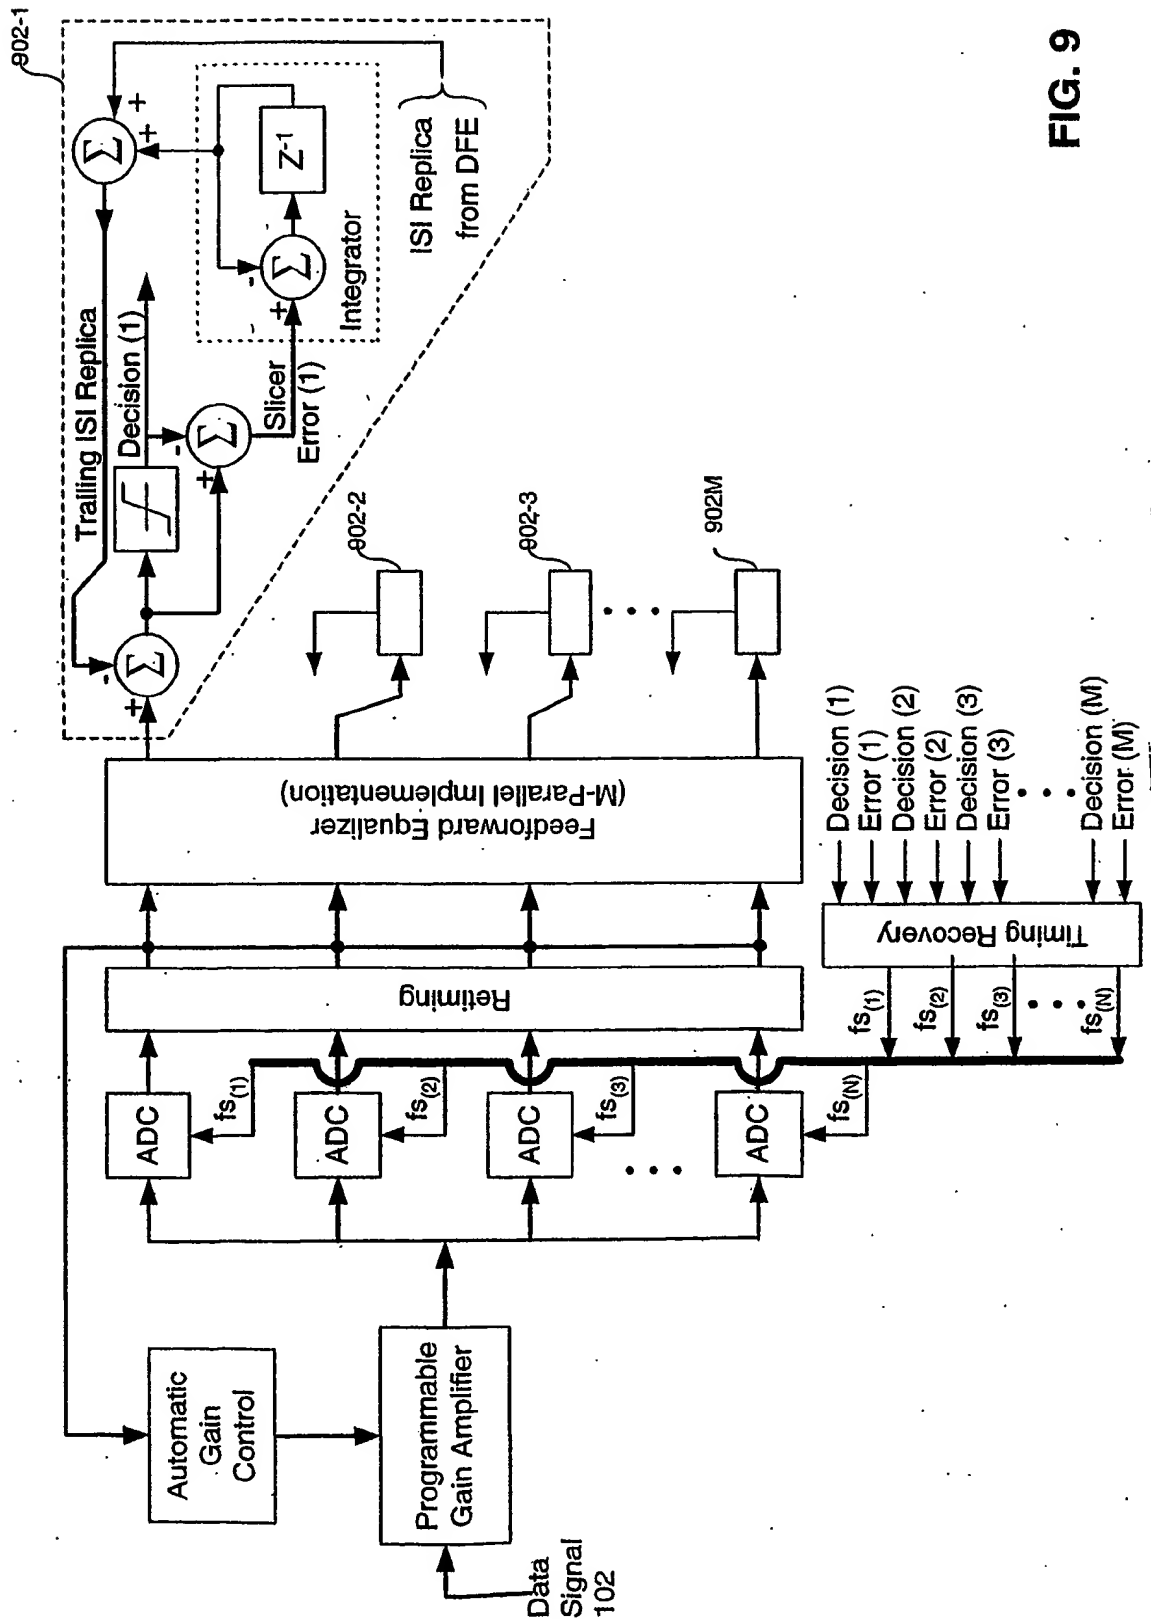 902-1
Σ
+
+
Trailing ISI Replica
Decision (1)
Z⁻¹
Σ
-
+
Integrator
ISI Replica
from DFE
Slicer
Error (1)
Σ
-
+
Σ
-
+
902-2
902-3
902M
Feedforward Equalizer
(M-Parallel Implementation)
Retiming
ADC
fs(1)
ADC
fs(2)
ADC
fs(3)
ADC
fs(N)
Automatic
Gain
Control
Programmable
Gain Amplifier
Data
Signal
102
Timing Recovery
fs(1)
fs(2)
fs(3)
fs(N)
Decision (1)
Error (1)
Decision (2)
Error (2)
Decision (3)
Error (3)
Decision (M)
Error (M)
FIG. 9